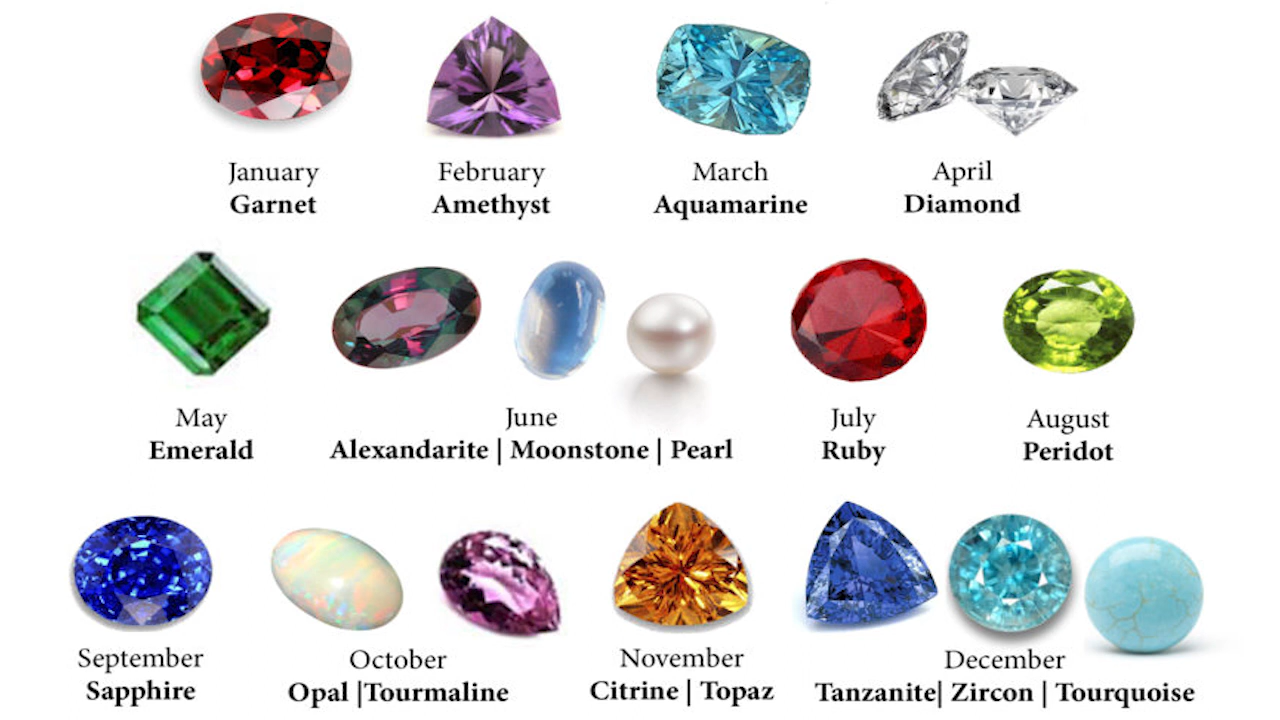 January
Garnet
February
Amethyst
March
Aquamarine
April
Diamond
May
Emerald
June
Alexandarite | Moonstone | Pearl
July
Ruby
August
Peridot
September
Sapphire
October
Opal |Tourmaline
November
Citrine | Topaz
December
Tanzanite| Zircon | Tourquoise